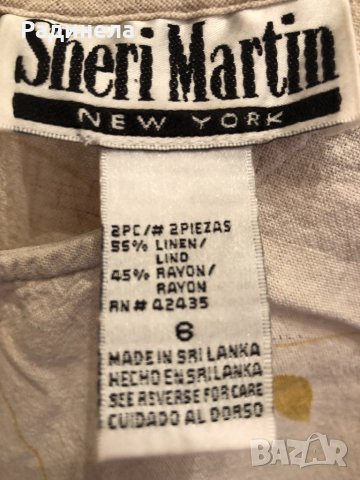 Радинела
Sheri Martin
NEW YORK
2PC/# 2PIEZAS
55% LINEN/
LINO
45% RAYON/
RAYON
RN# 42435
6
MADE IN SRI LANKA
HECHO EN SRI LANKA
SEE REVERSE FOR CARE
CUIDADO AL DORSO
BAZAR